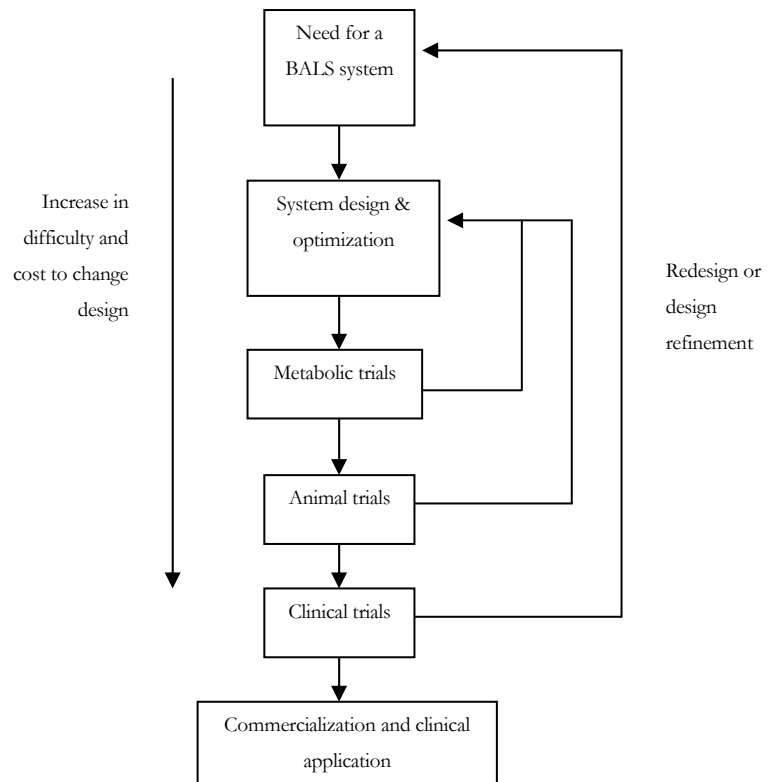 Need for a
BALS system
Increase in
difficulty and
cost to change
design
System design &
optimization
Redesign or
design
refinement
Metabolic trials
Animal trials
Clinical trials
Commercialization and clinical
application